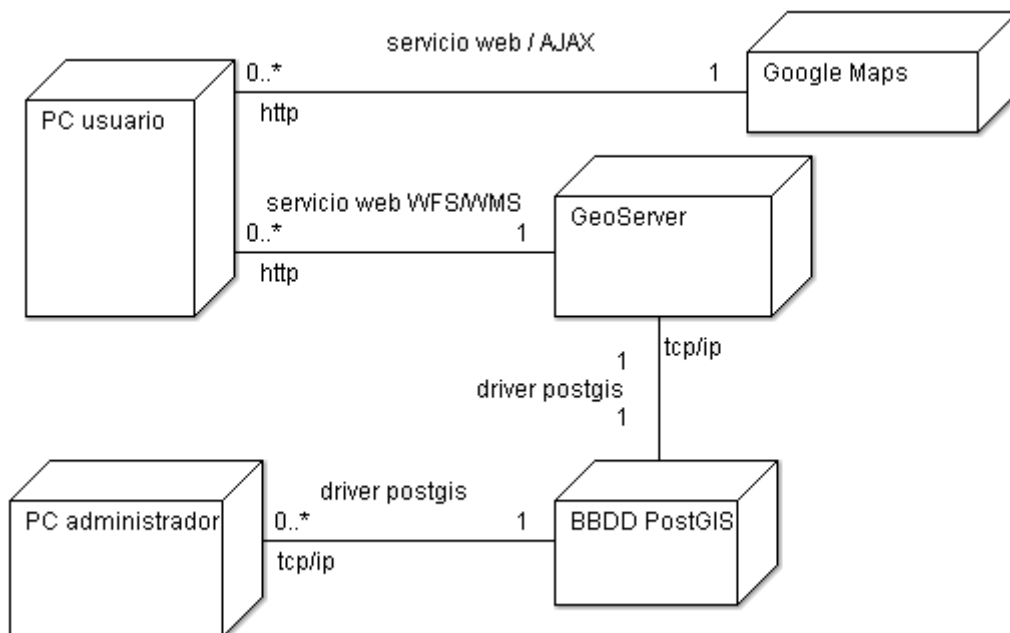 servicio web / AJAX
0..*
1
http
PC usuario
Google Maps
servicio web WFS/WMS
0..*
1
http
GeoServer
tcp/ip
1
driver postgis
1
driver postgis
0..*
1
tcp/ip
PC administrador
BBDD PostGIS